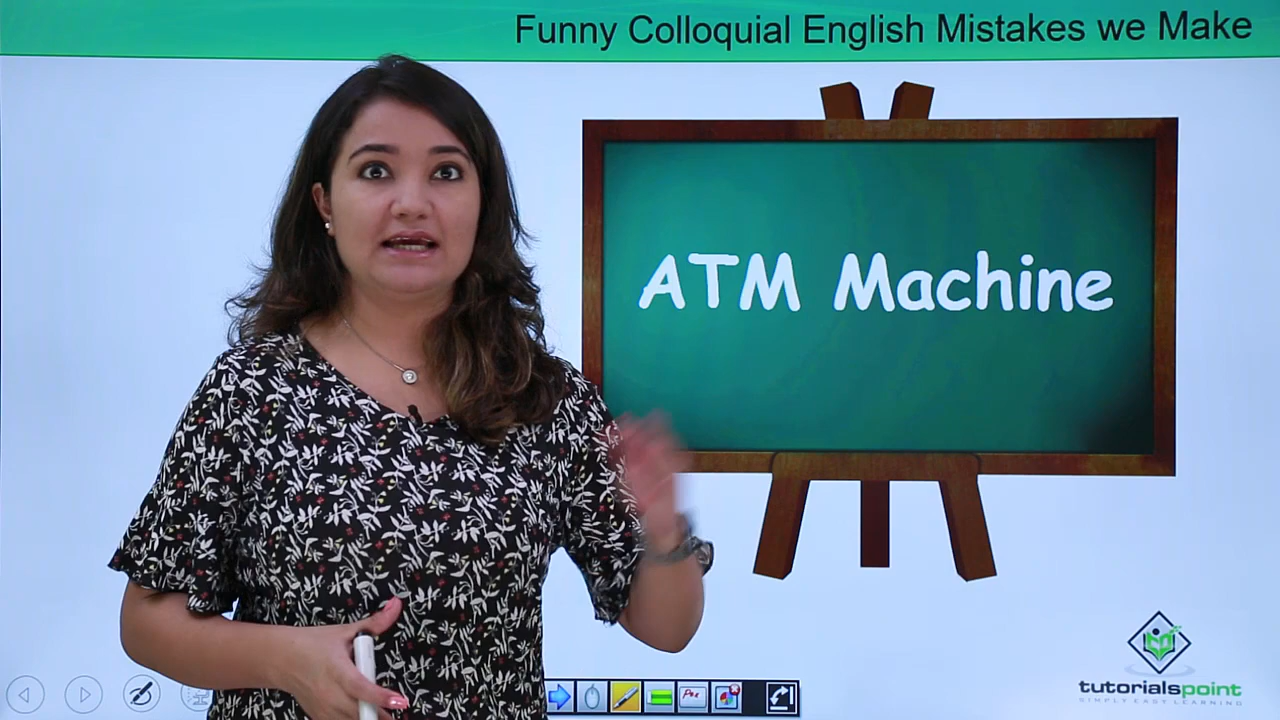 Funny Colloquial English Mistakes we Make
ATM Machine
tutorialspoint
SIMPLY EASY LEARNING